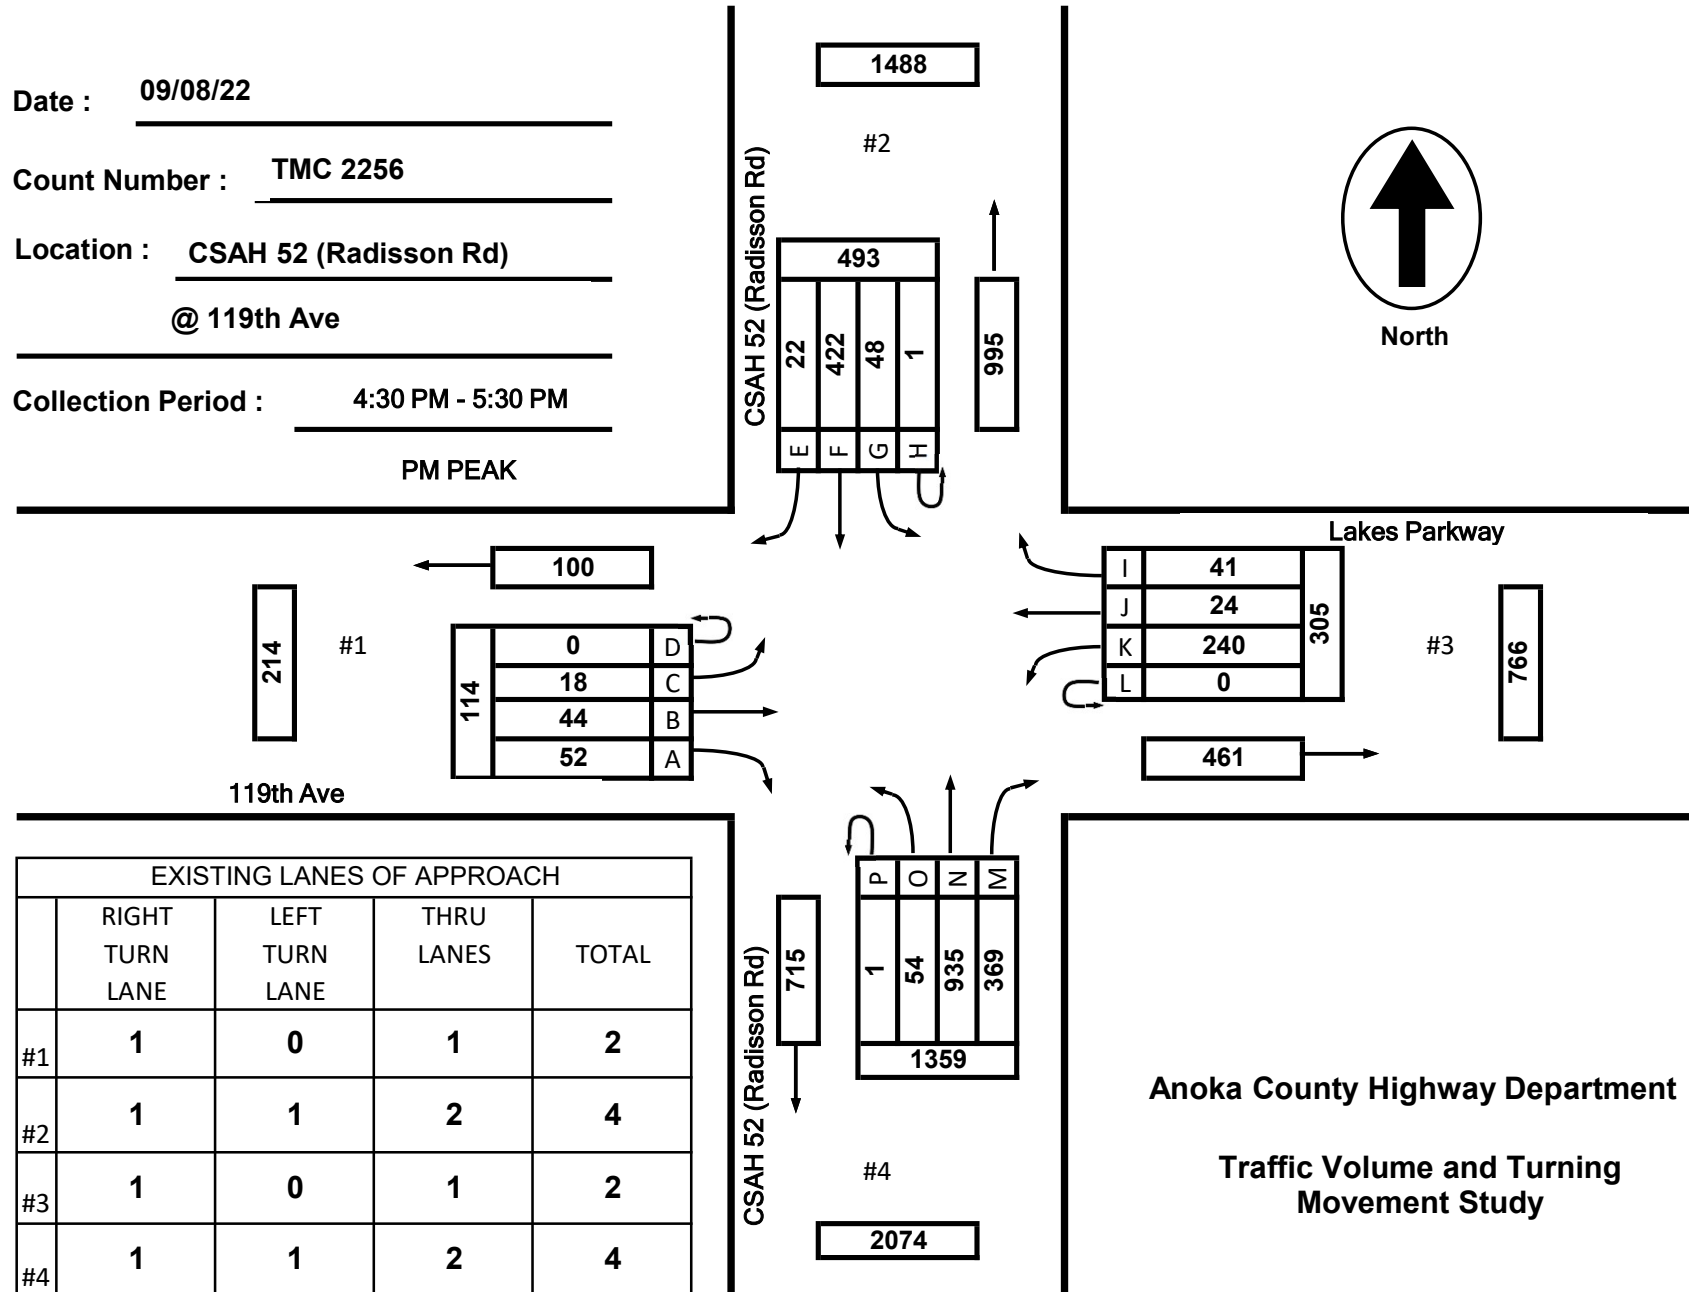 Date : 09/08/22
Count Number : TMC 2256
Location : CSAH 52 (Radisson Rd)
@ 119th Ave
Collection Period : 4:30 PM - 5:30 PM
PM PEAK
1488
#2
CSAH 52 (Radisson Rd)
493
22 422 48 1
E F G H
995
North
Lakes Parkway
100
214
#1
114
0 D
18 C
44 B
52 A
119th Ave
I 41
J 24
K 240
L 0
305
#3
766
461
P O N M
1 54 935 369
1359
715
CSAH 52 (Radisson Rd)
#4
2074
EXISTING LANES OF APPROACH
RIGHT TURN LANE
LEFT TURN LANE
THRU LANES
TOTAL
#1 1 0 1 2
#2 1 1 2 4
#3 1 0 1 2
#4 1 1 2 4
Anoka County Highway Department
Traffic Volume and Turning
Movement Study